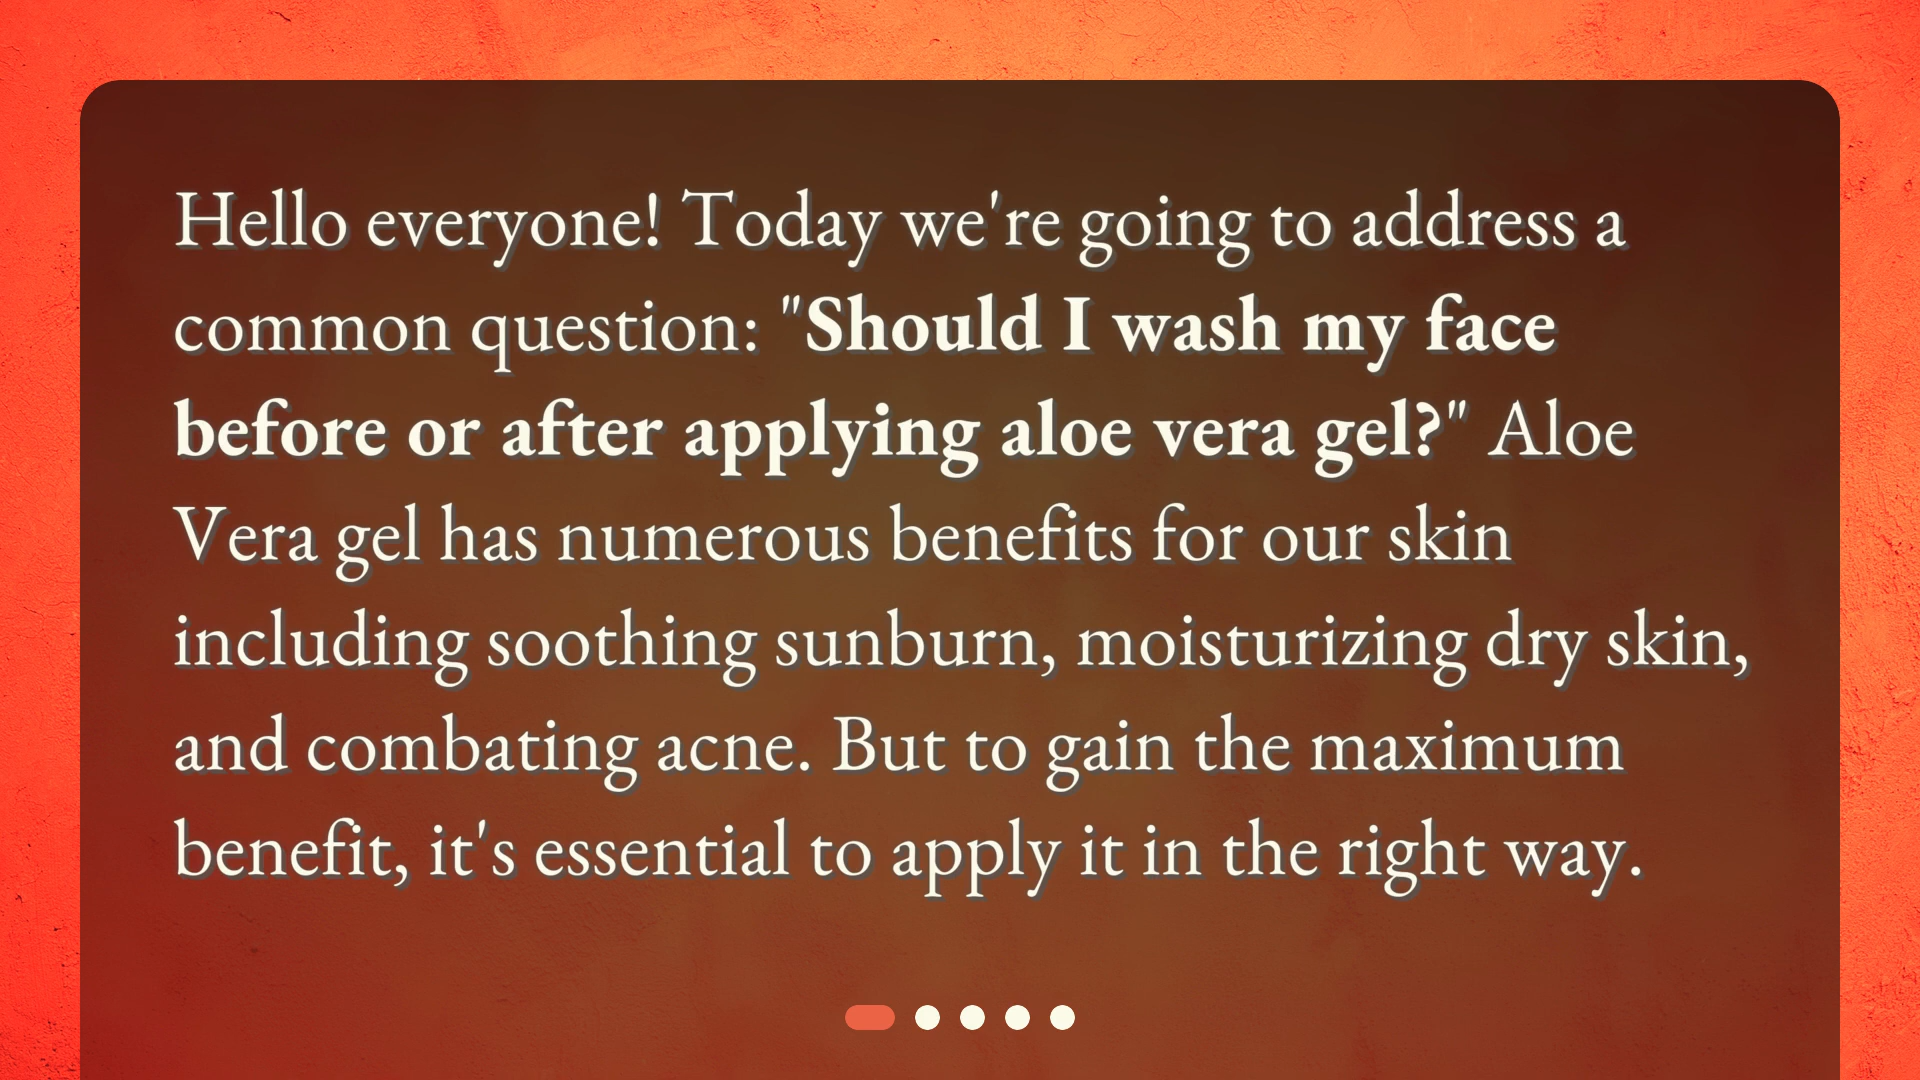 Hello everyone! Today we're going to address a
common question: "Should I wash my face
before or after applying aloe vera gel?" Aloe
Vera gel has numerous benefits for our skin
including soothing sunburn, moisturizing dry skin,
and combating acne. But to gain the maximum
benefit, it's essential to apply it in the right way.